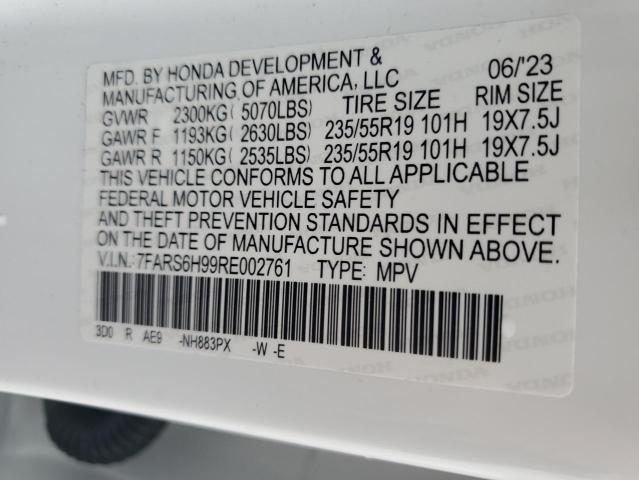 MFD. BY HONDA DEVELOPMENT &
MANUFACTURING OF AMERICA, LLC 06/'23
GVWR 2300KG( 5070LBS) TIRE SIZE RIM SIZE
GAWR F 1193KG( 2630LBS) 235/55R19 101H 19X7.5J
GAWR R 1150KG( 2535LBS) 235/55R19 101H 19X7.5J
THIS VEHICLE CONFORMS TO ALL APPLICABLE
FEDERAL MOTOR VEHICLE SAFETY
AND THEFT PREVENTION STANDARDS IN EFFECT
ON THE DATE OF MANUFACTURE SHOWN ABOVE.
V.I.N.:7FARS6H99RE002761 TYPE: MPV
3D0 R AE9 -NH883PX -W -E